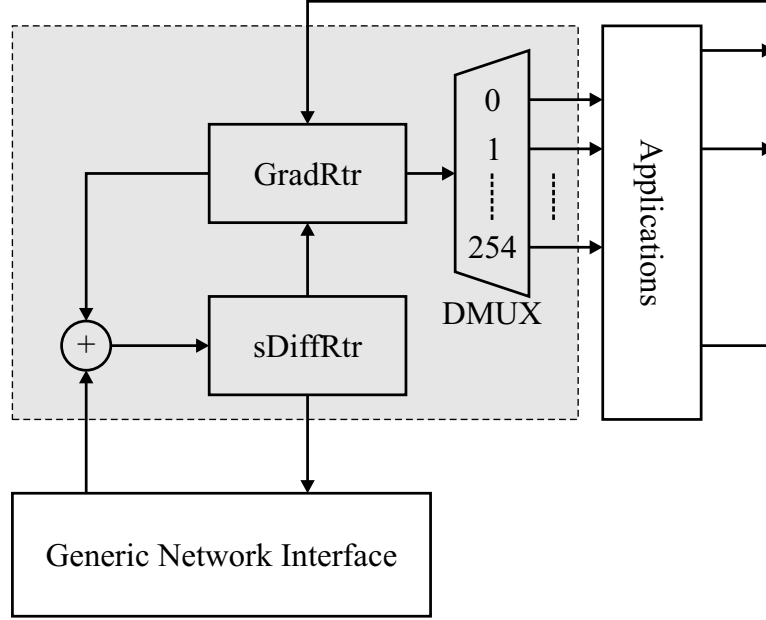 0
1
254
DMUX
GradRtr
sDiffRtr
+
Applications
Generic Network Interface